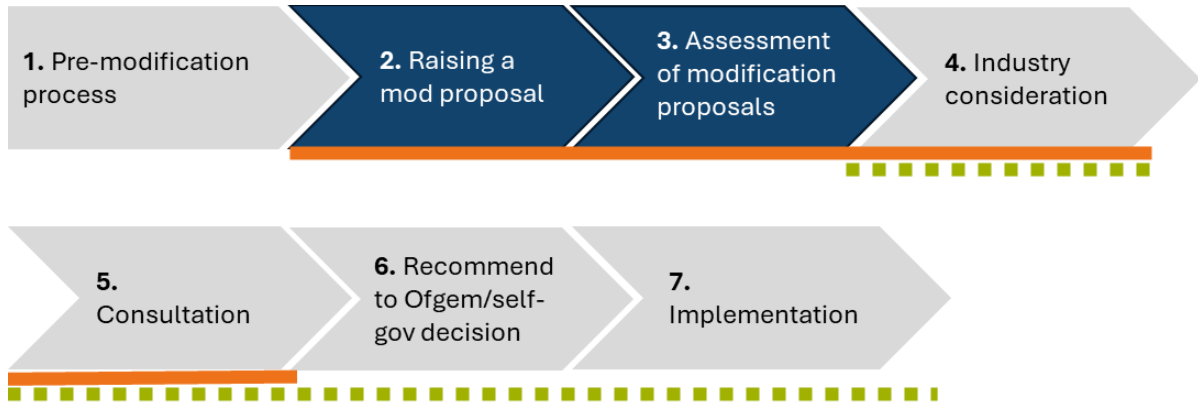 1. Pre-modification
process
2. Raising a
mod proposal
3. Assessment
of modification
proposals
4. Industry
consideration
5.
Consultation
6. Recommend
to Ofgem/self-
gov decision
7.
Implementation